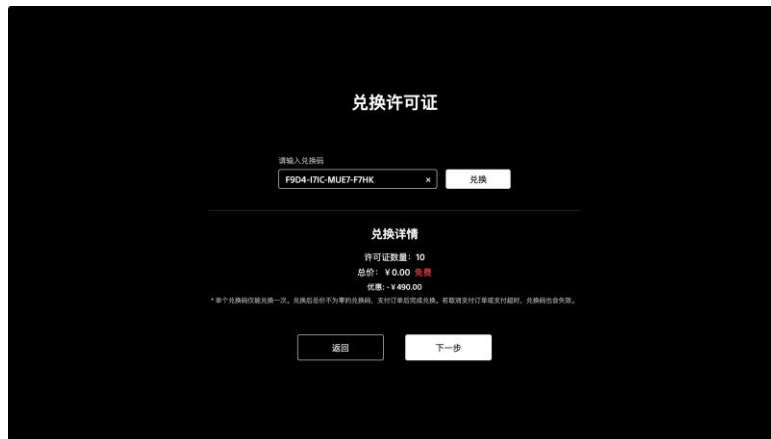 兑换许可证
请输入兑换码
F9D4-I7IC-MUE7-F7HK × 兑换
兑换详情
许可证数量：10
总价：￥0.00 免费
优惠：-￥490.00
* 单个兑换码仅能兑换一次。兑换后总价不为零的兑换码，支付订单后完成兑换。若取消支付订单或支付超时，兑换码也会失效。
返回 下一步